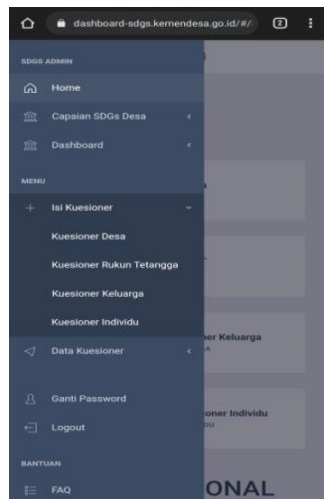 dashboard-sdgs.kemendesa.go.id/#/
2
SDGS ADMIN
Home
Capaian SDGs Desa
Dashboard
MENU
Isi Kuesioner
Kuesioner Desa
Kuesioner Rukun Tetangga
Kuesioner Keluarga
Kuesioner Individu
Data Kuesioner
ner Keluarga
Ganti Password
oner Individu
Logout
BANTUAN
FAQ
ONAL